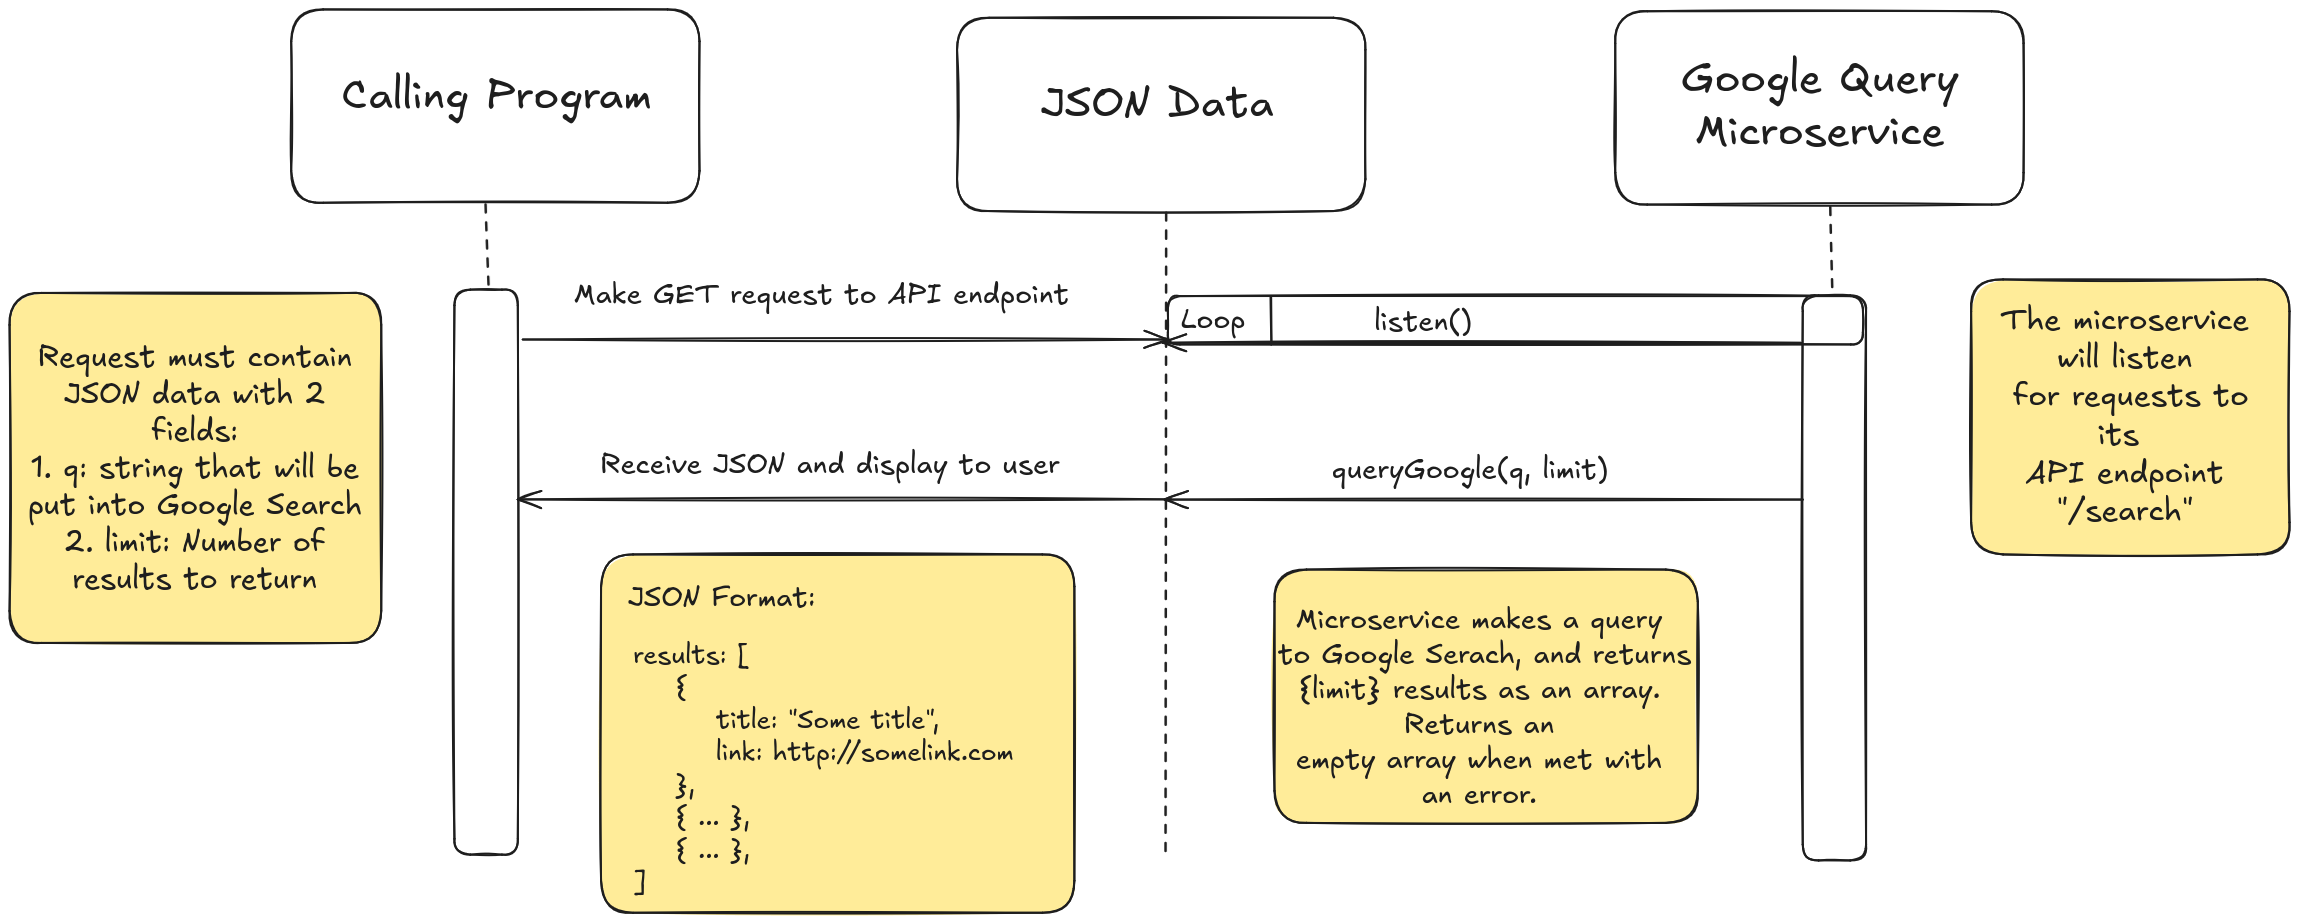 Calling Program
JSON Data
Google Query
Microservice
Make GET request to API endpoint
Loop
listen()
Request must contain
JSON data with 2
fields:
1. q: string that will be
put into Google Search
2. limit: Number of
results to return
The microservice
will listen
for requests to
its
API endpoint
"/search"
Receive JSON and display to user
queryGoogle(q, limit)
JSON Format:
results: [
{
title: "Some title",
link: http://somelink.com
},
{ ... },
{ ... },
]
Microservice makes a query
to Google Serach, and returns
{limit} results as an array.
Returns an
empty array when met with
an error.